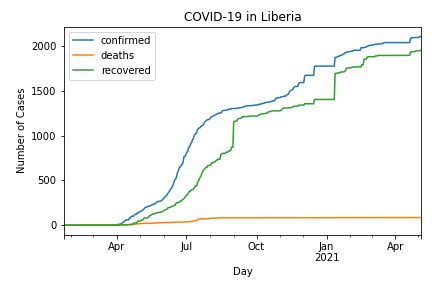 COVID-19 in Liberia
confirmed
deaths
recovered
Number of Cases
2000
1500
1000
500
0
Apr Jul Oct Jan Apr
2021
Day